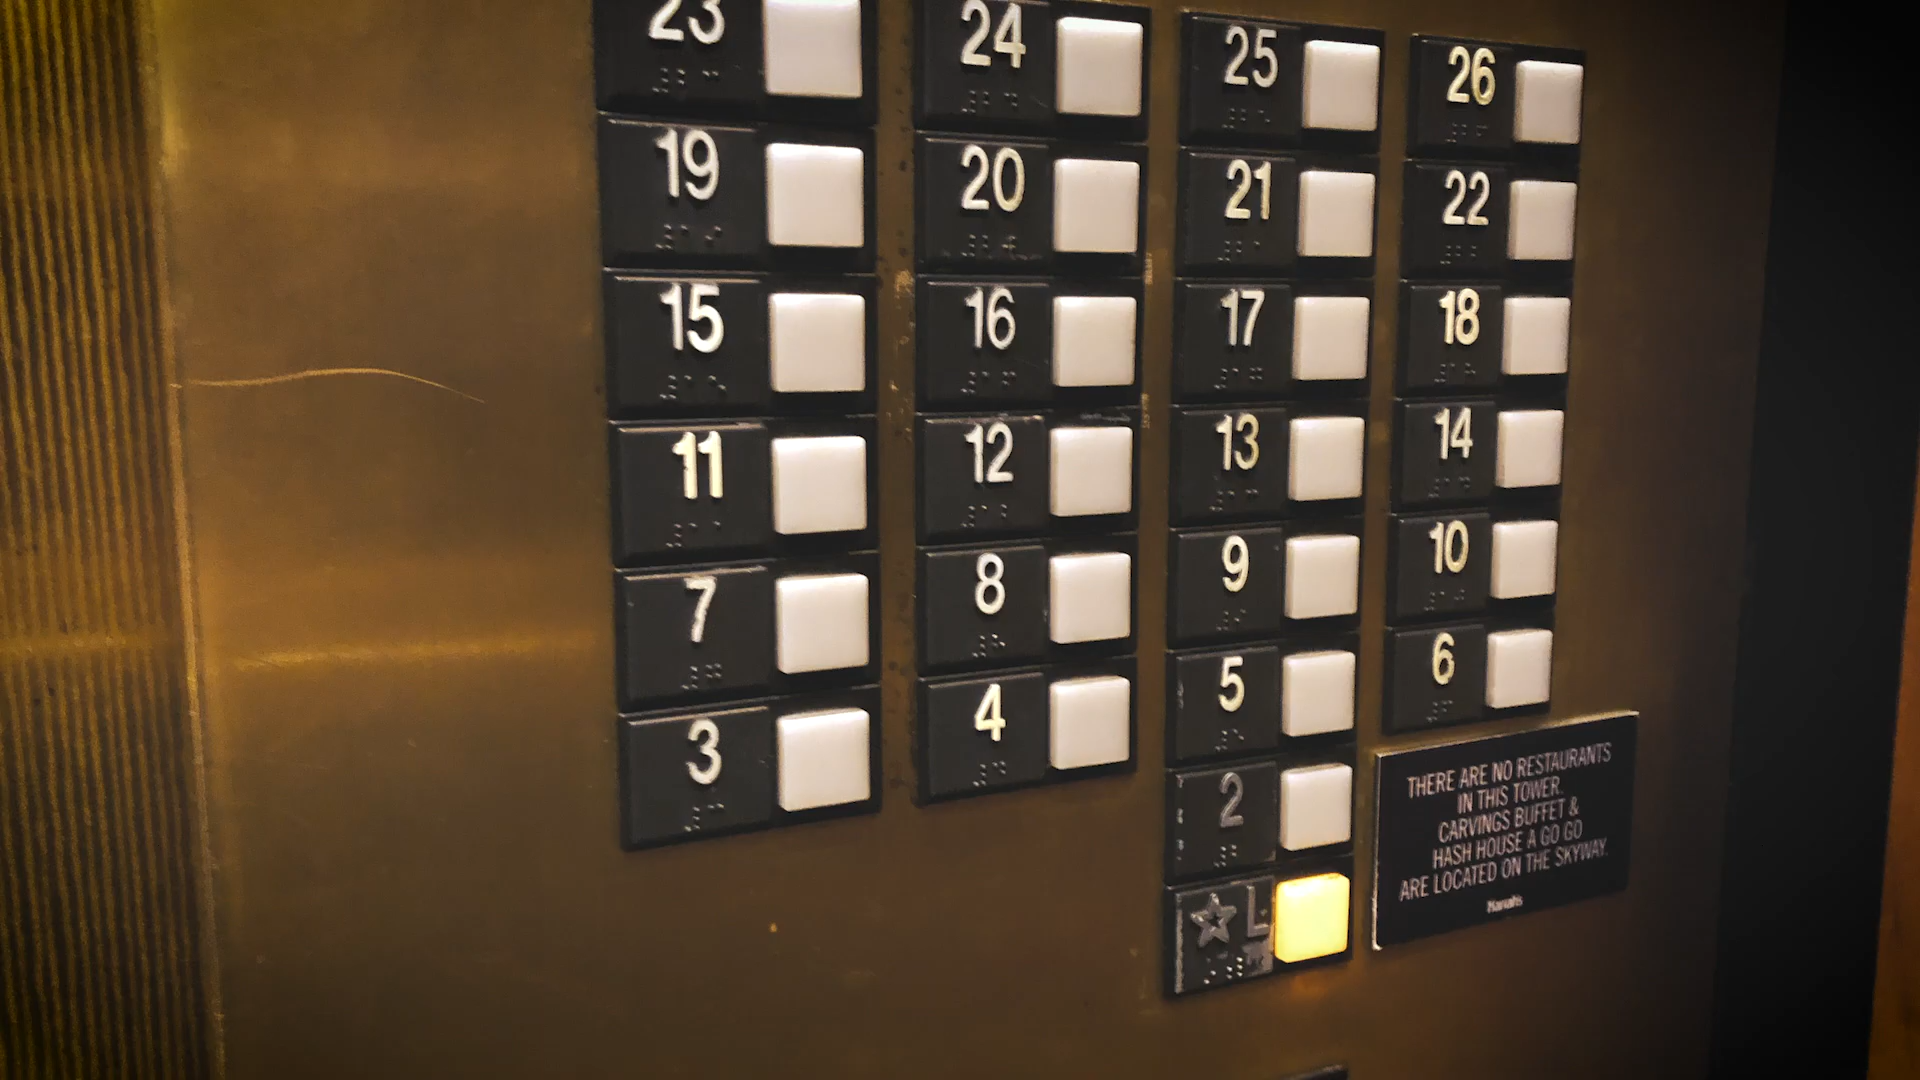 23 24 25 26
19 20 21 22
15 16 17 18
11 12 13 14
7 8 9 10
3 4 5 6
2
★L
THERE ARE NO RESTAURANTS
IN THIS TOWER.
CARVINGS BUFFET &
HASH HOUSE A GO GO
ARE LOCATED ON THE SKYWAY.
Harrah's